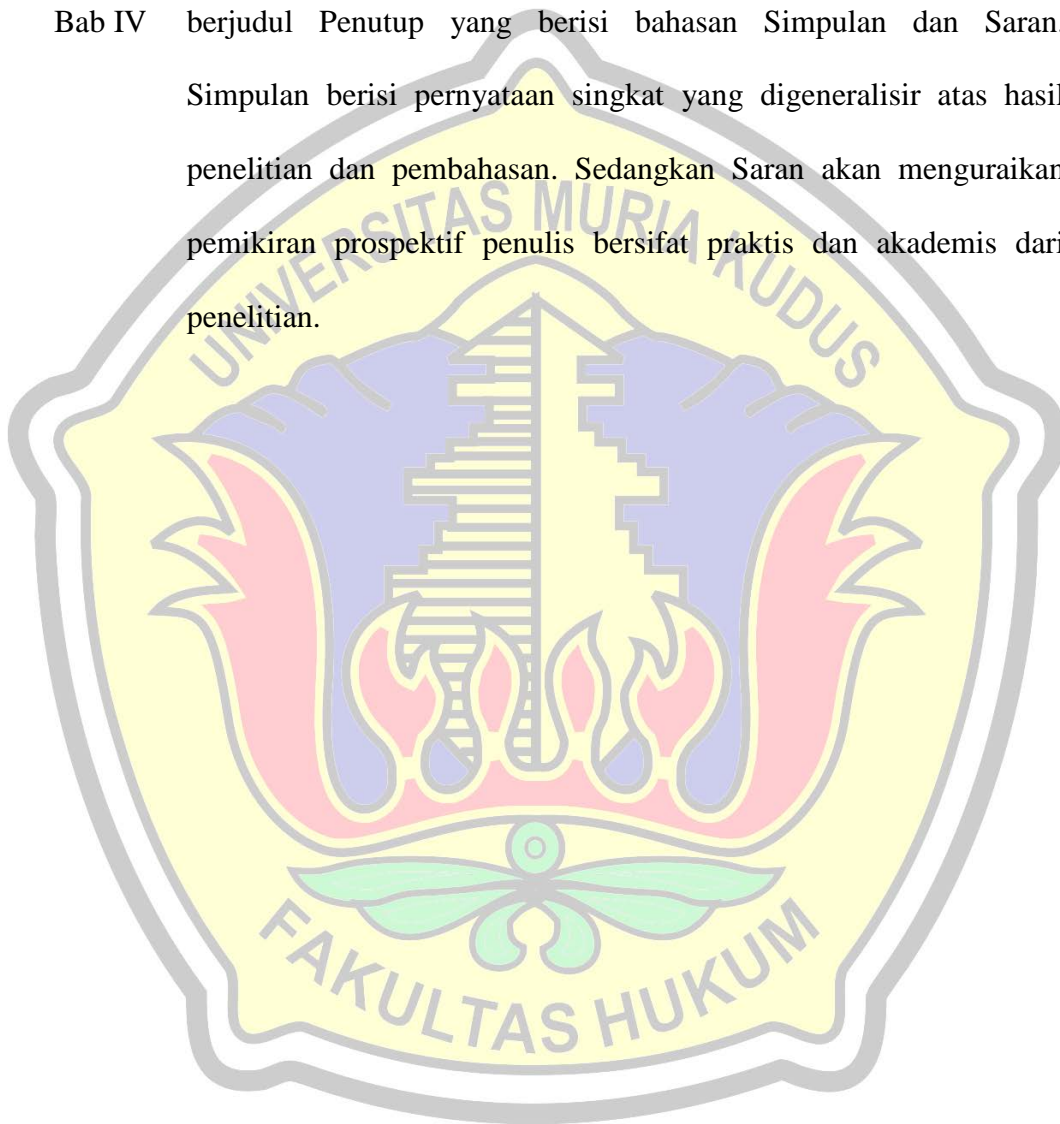 Bab IV berjudul Penutup yang berisi bahasan Simpulan dan Saran.
Simpulan berisi pernyataan singkat yang digeneralisir atas hasil
penelitian dan pembahasan. Sedangkan Saran akan menguraikan
pemikiran prospektif penulis bersifat praktis dan akademis dari
penelitian.
UNIVERSITAS MURIA KUDUS
FAKULTAS HUKUM